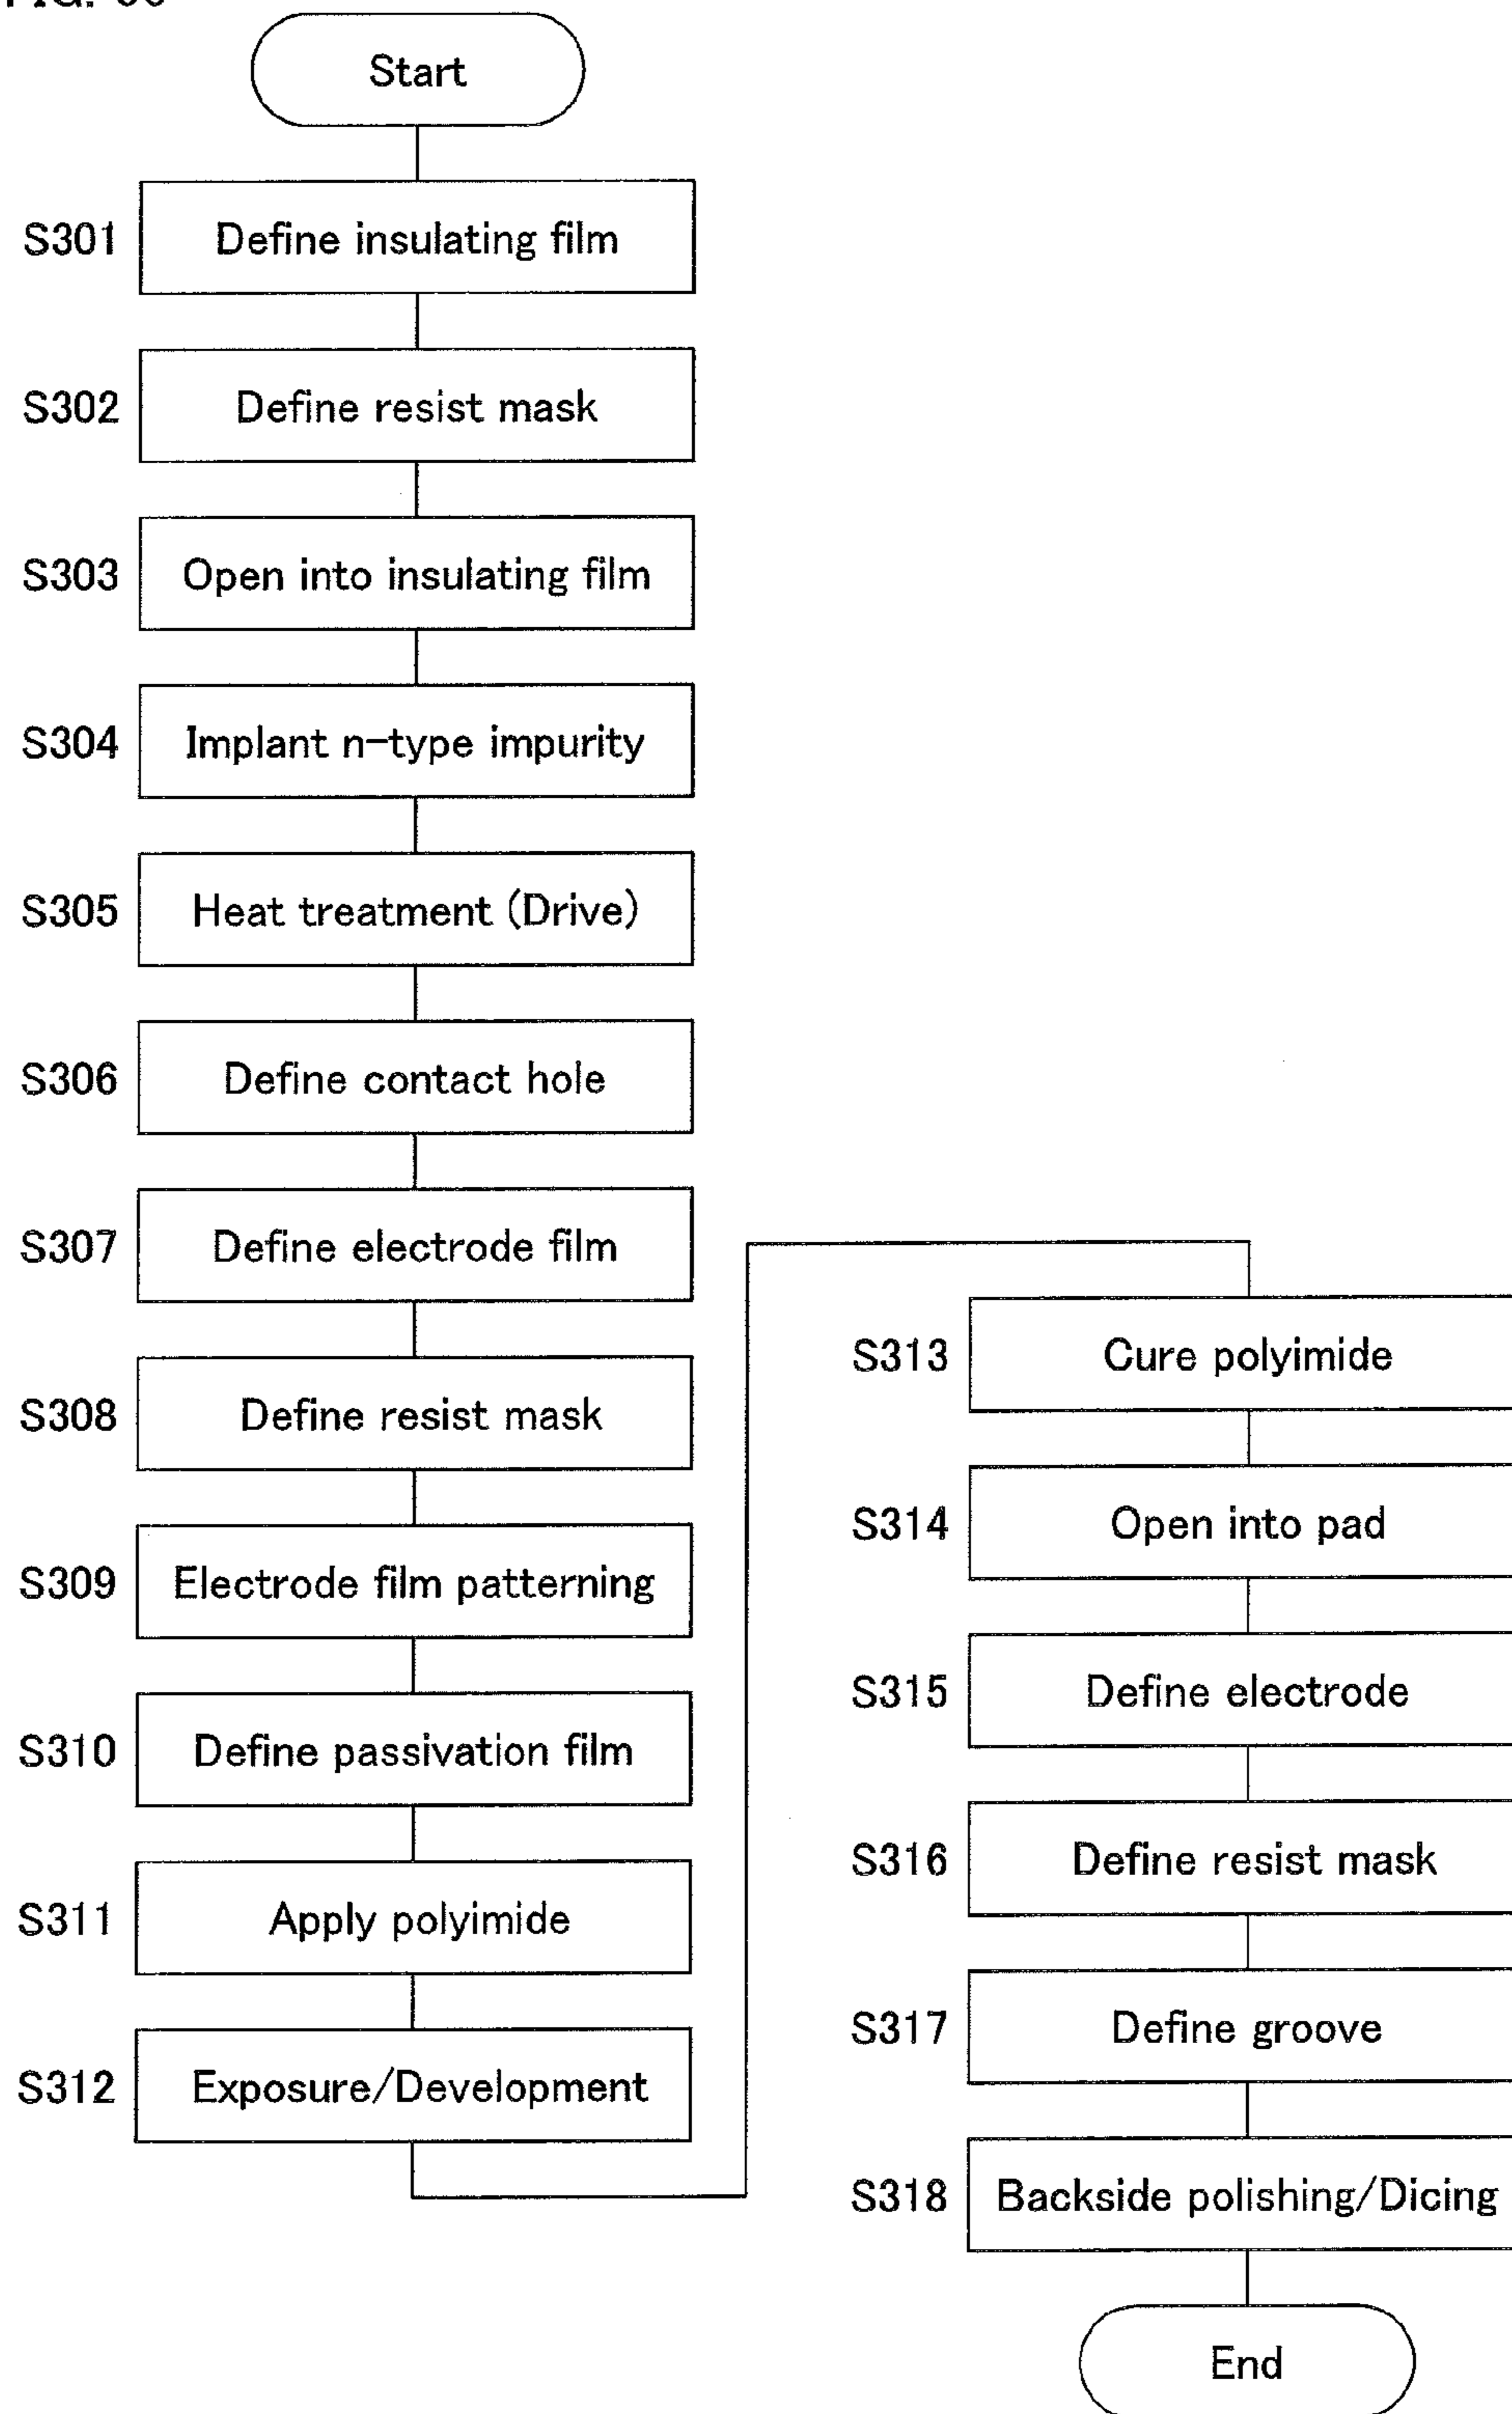 Start
S301 Define insulating film
S302 Define resist mask
S303 Open into insulating film
S304 Implant n-type impurity
S305 Heat treatment (Drive)
S306 Define contact hole
S307 Define electrode film
S308 Define resist mask
S309 Electrode film patterning
S310 Define passivation film
S311 Apply polyimide
S312 Exposure/Development
S313 Cure polyimide
S314 Open into pad
S315 Define electrode
S316 Define resist mask
S317 Define groove
S318 Backside polishing/Dicing
End